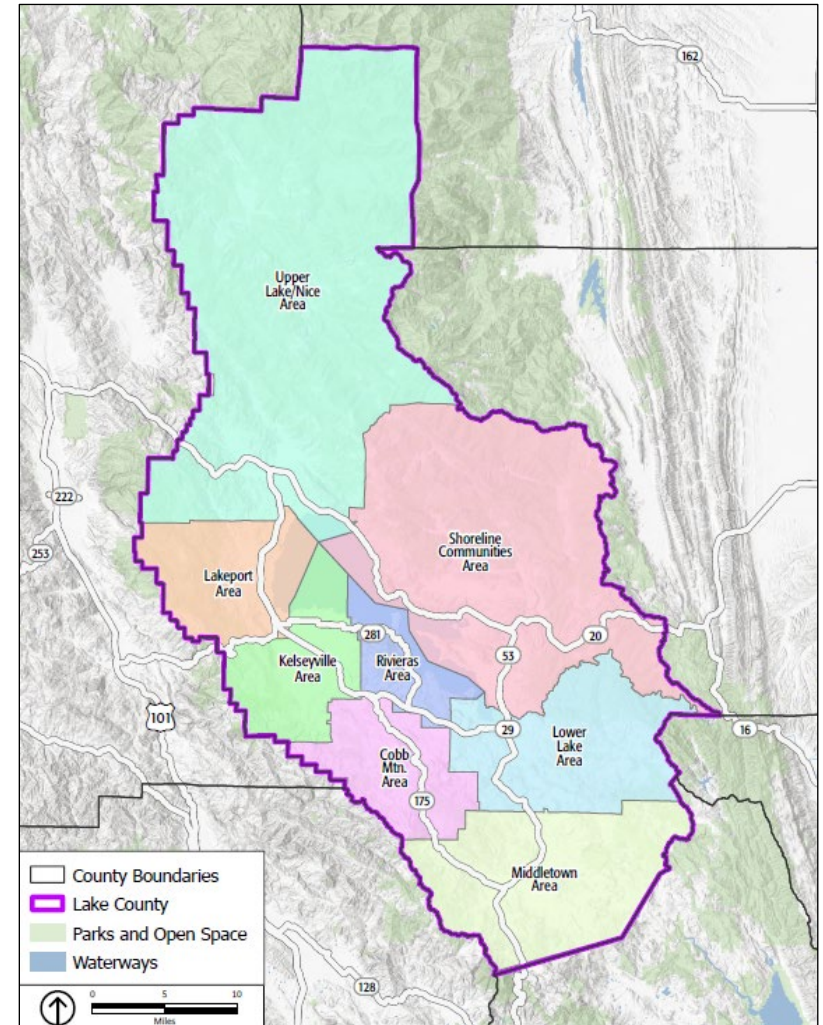 162
Upper
Lake/Nice
Area
222
253
Shoreline
Communities
Area
Lakeport
Area
281
20
Kelseyville
Area
Rivieras
Area
53
101
29
16
Lower
Lake
Area
Cobb
Mtn.
Area
175
Middletown
Area
County Boundaries
Lake County
Parks and Open Space
Waterways
128
0 5 10
Miles